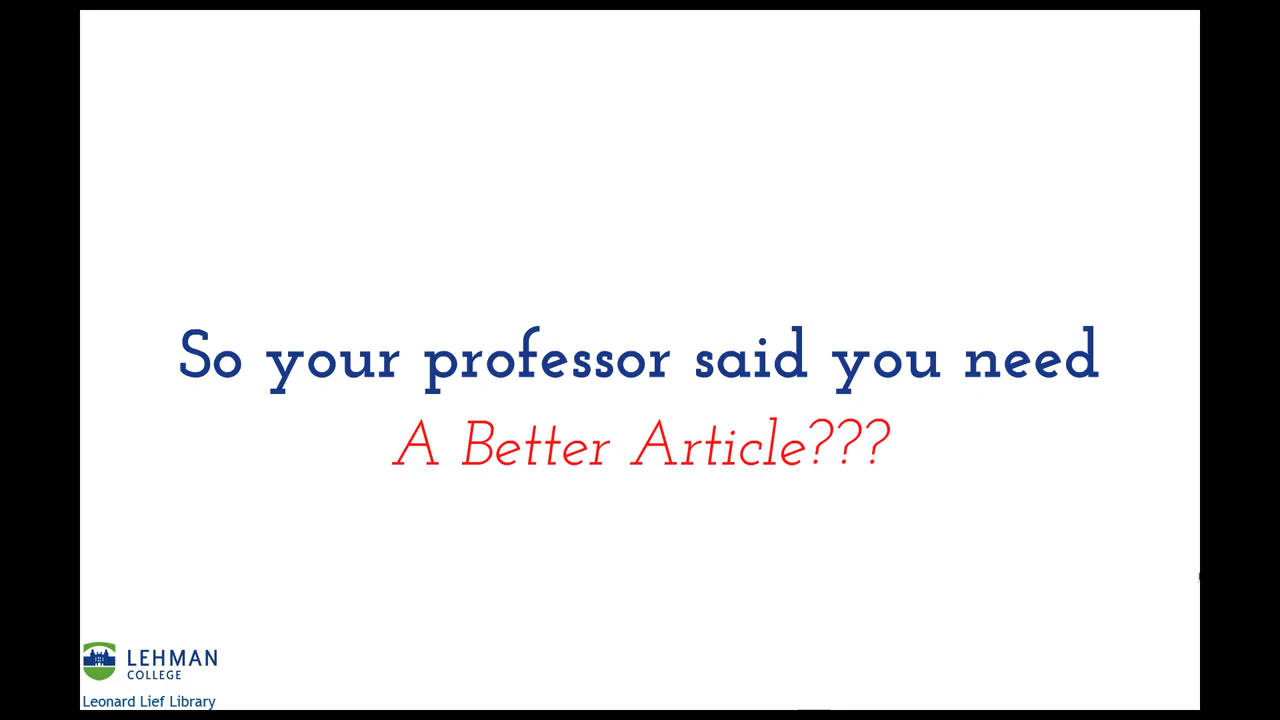 So your professor said you need
A Better Article???
LEHMAN
COLLEGE
Leonard Lief Library